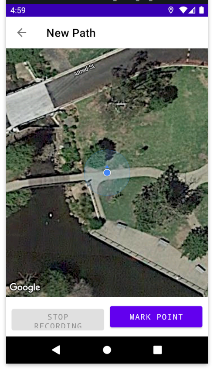 4:59
New Path
Google
STOP
RECORDING
MARK POINT